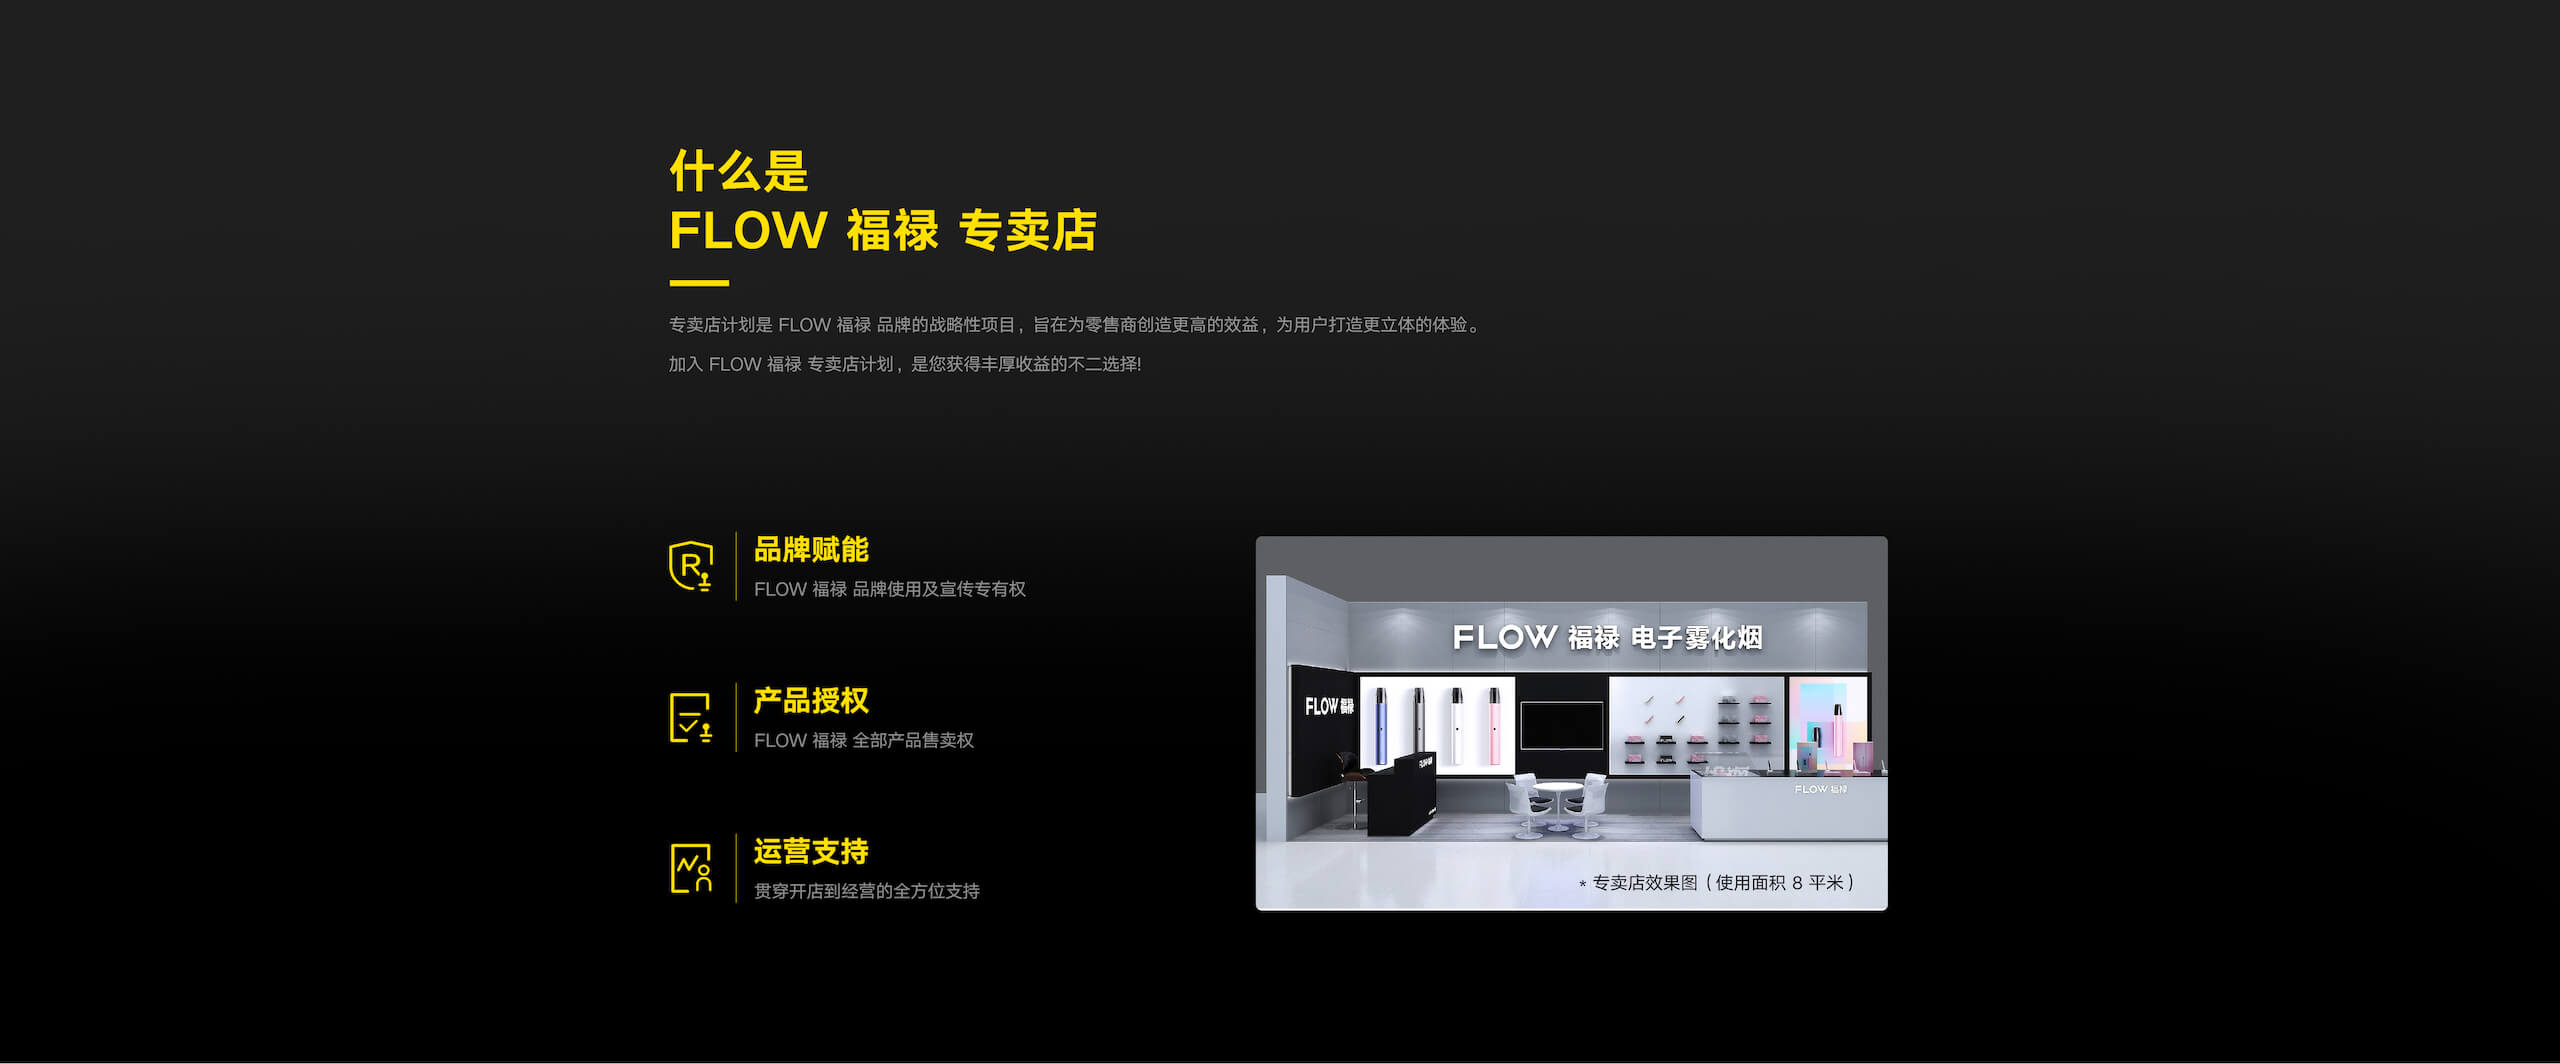 什么是
FLOW 福禄 专卖店
专卖店计划是 FLOW 福禄 品牌的战略性项目，旨在为零售商创造更高的效益，为用户打造更立体的体验。
加入 FLOW 福禄 专卖店计划，是您获得丰厚收益的不二选择!
品牌赋能
FLOW 福禄 品牌使用及宣传专有权
产品授权
FLOW 福禄 全部产品售卖权
运营支持
贯穿开店到经营的全方位支持
FLOW 福禄 电子雾化烟
FLOW 福禄
FLOW 福禄
* 专卖店效果图（使用面积 8 平米）